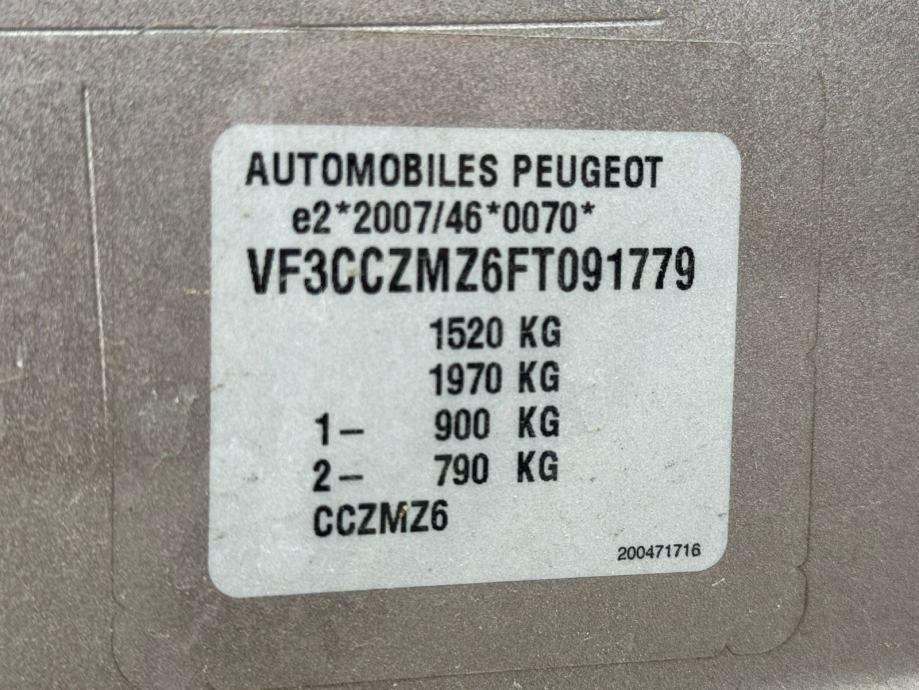 AUTOMOBILES PEUGEOT
e2*2007/46*0070*
VF3CCZMZ6FT091779
1520 KG
1970 KG
1– 900 KG
2– 790 KG
CCZMZ6
200471716